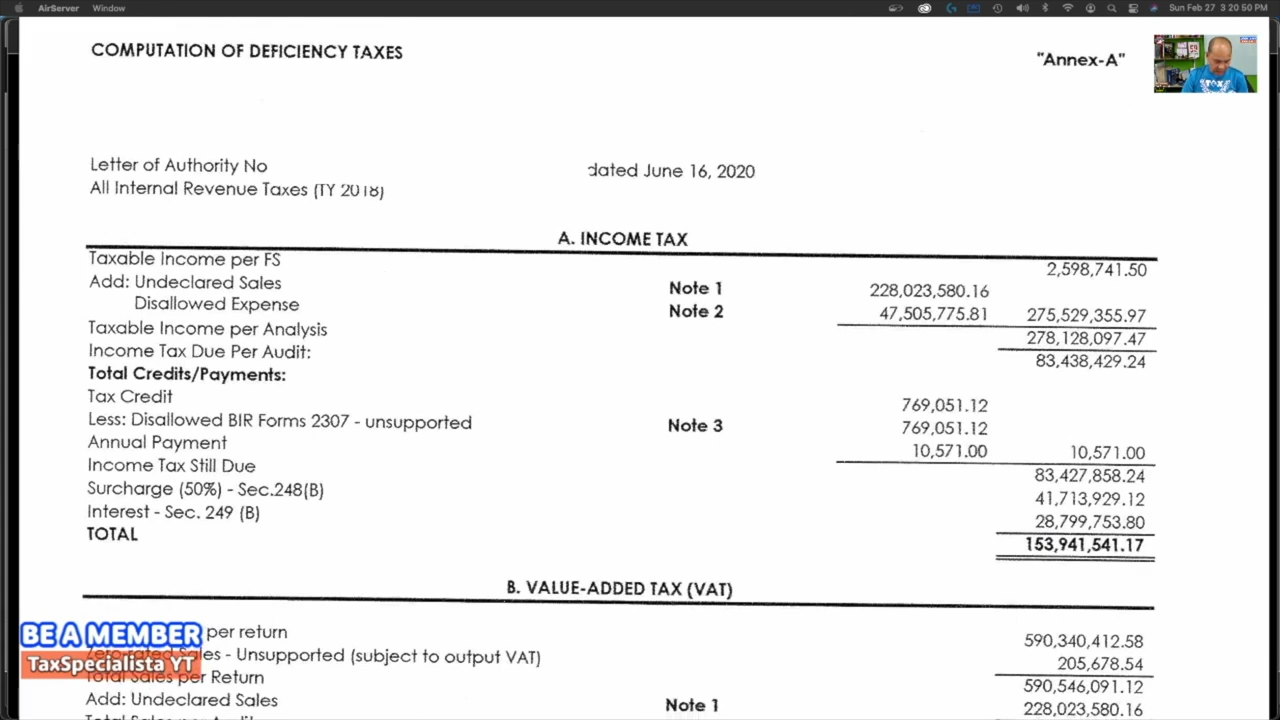 AirServer Window Sun Feb 27 3 20 50 PM
COMPUTATION OF DEFICIENCY TAXES "Annex-A"
Letter of Authority No dated June 16, 2020
All Internal Revenue Taxes (TY 2018)
A. INCOME TAX
Taxable Income per FS 2,598,741.50
Add: Undeclared Sales Note 1 228,023,580.16
Disallowed Expense Note 2 47,505,775.81 275,529,355.97
Taxable Income per Analysis 278,128,097.47
Income Tax Due Per Audit: 83,438,429.24
Total Credits/Payments:
Tax Credit 769,051.12
Less: Disallowed BIR Forms 2307 - unsupported Note 3 769,051.12
Annual Payment 10,571.00 10,571.00
Income Tax Still Due 83,427,858.24
Surcharge (50%) - Sec.248(B) 41,713,929.12
Interest - Sec. 249 (B) 28,799,753.80
TOTAL 153,941,541.17
B. VALUE-ADDED TAX (VAT)
BE A MEMBER per return 590,340,412.58
Zero-rated Sales - Unsupported (subject to output VAT) 205,678.54
TaxSpecialista YT
Total Sales per Return 590,546,091.12
Add: Undeclared Sales Note 1 228,023,580.16